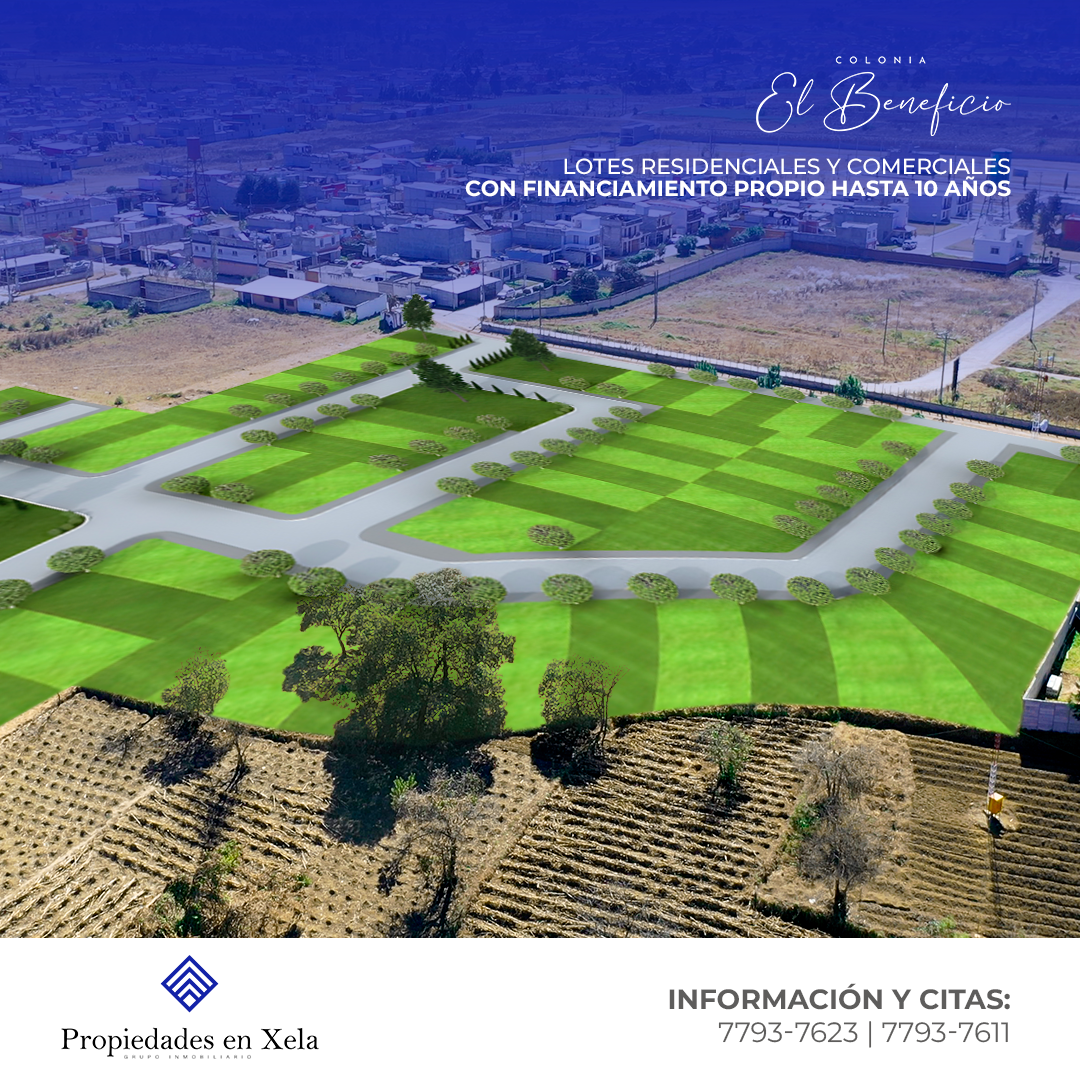 COLONIA
El Beneficio
LOTES RESIDENCIALES Y COMERCIALES
CON FINANCIAMIENTO PROPIO HASTA 10 AÑOS
Propiedades en Xela
GRUPO INMOBILIARIO
INFORMACIÓN Y CITAS:
7793-7623 | 7793-7611